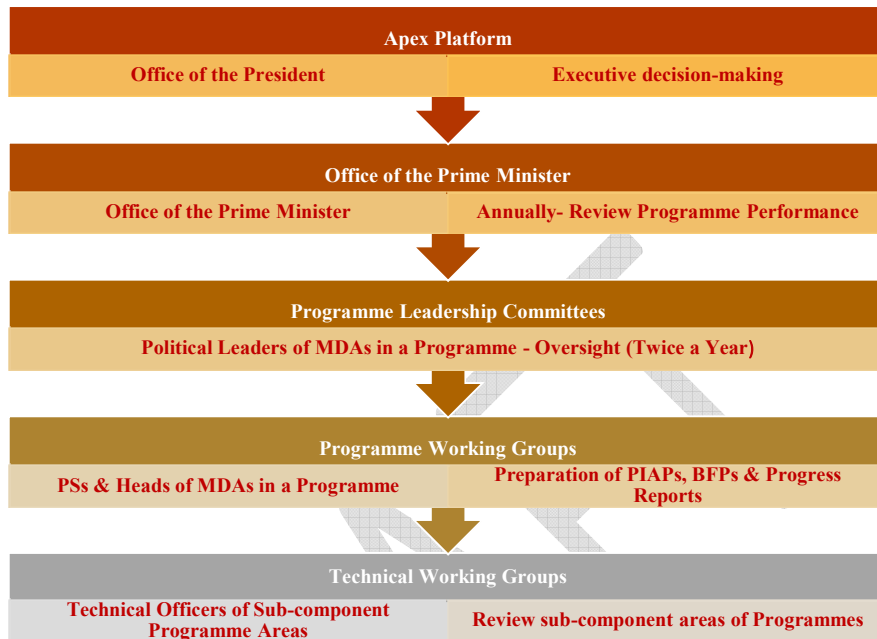 Apex Platform
Office of the President
Executive decision-making
Office of the Prime Minister
Office of the Prime Minister
Annually- Review Programme Performance
Programme Leadership Committees
Political Leaders of MDAs in a Programme - Oversight (Twice a Year)
Programme Working Groups
PSs & Heads of MDAs in a Programme
Preparation of PIAPs, BFPs & Progress
Reports
Technical Working Groups
Technical Officers of Sub-component
Programme Areas
Review sub-component areas of Programmes